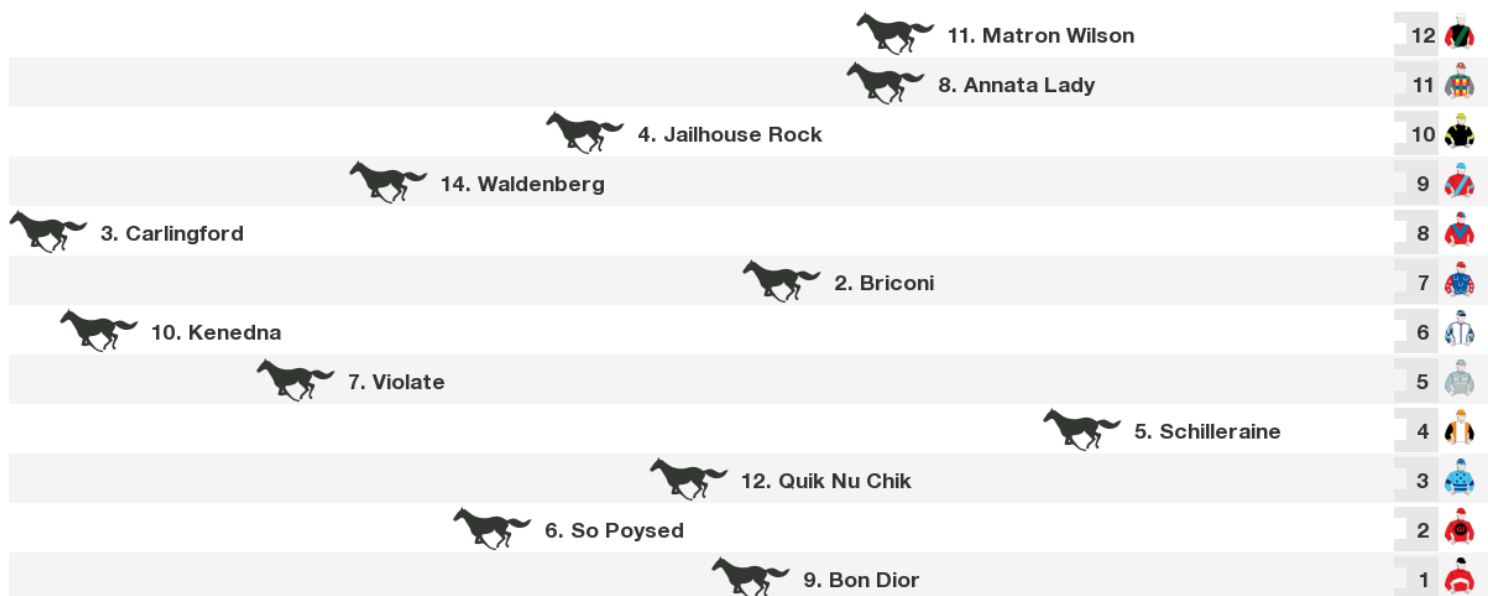 11. Matron Wilson 12
8. Annata Lady 11
4. Jailhouse Rock 10
14. Waldenberg 9
3. Carlingford 8
2. Briconi 7
10. Kenedna 6
7. Violate 5
5. Schilleraine 4
12. Quik Nu Chik 3
6. So Poysed 2
9. Bon Dior 1